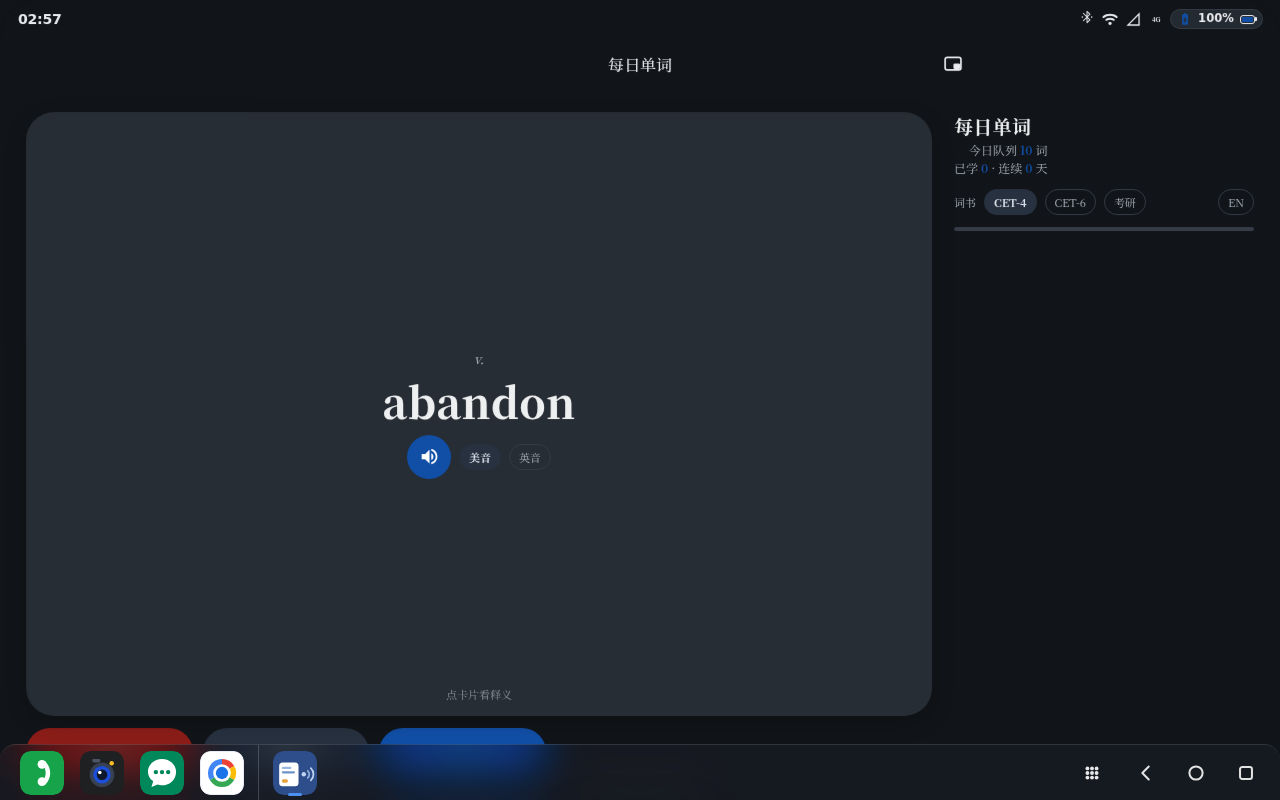 02:57
4G
100%
每日单词
每日单词
今日队列 10 词
已学 0 · 连续 0 天
词书 CET-4 CET-6 考研 EN
v.
abandon
美音 英音
点卡片看释义